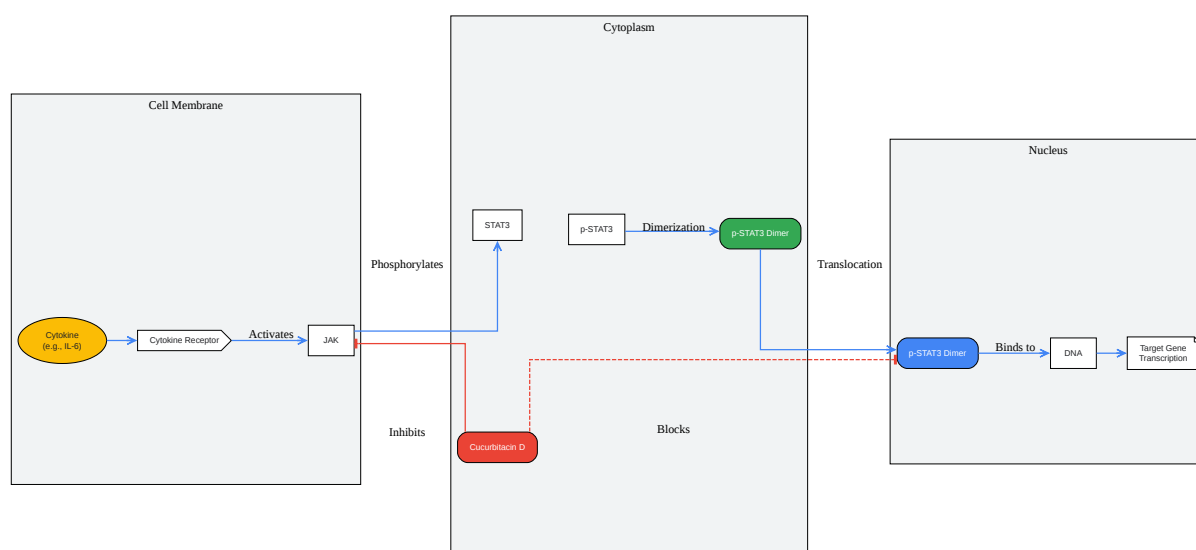 Cytoplasm
Cell Membrane
Nucleus
STAT3
p-STAT3
Dimerization
p-STAT3 Dimer
Phosphorylates
Translocation
Cytokine
(e.g., IL-6)
Cytokine Receptor
Activates
JAK
p-STAT3 Dimer
Binds to
DNA
Target Gene
Transcription
Inhibits
Blocks
Cucurbitacin D